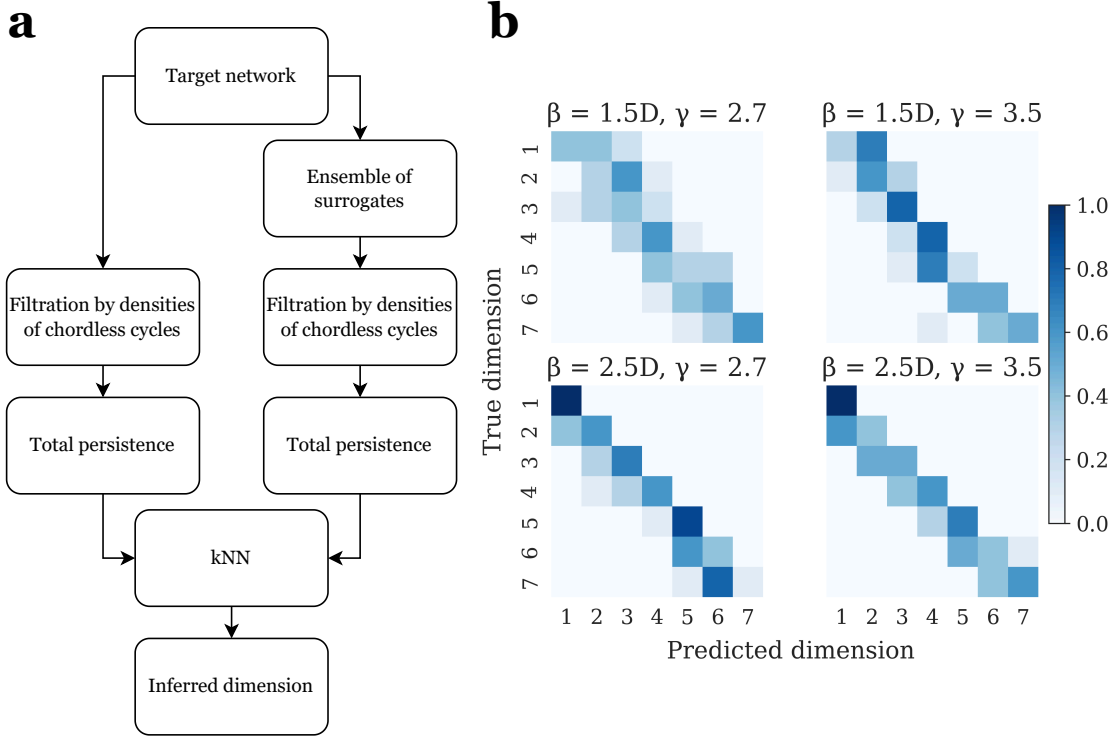 a
Target network
Ensemble of
surrogates
Filtration by densities
of chordless cycles
Filtration by densities
of chordless cycles
Total persistence
Total persistence
kNN
Inferred dimension
b
β = 1.5D, γ = 2.7
β = 1.5D, γ = 3.5
β = 2.5D, γ = 2.7
β = 2.5D, γ = 3.5
True dimension
1
2
3
4
5
6
7
1
2
3
4
5
6
7
1 2 3 4 5 6 7
1 2 3 4 5 6 7
Predicted dimension
1.0
0.8
0.6
0.4
0.2
0.0